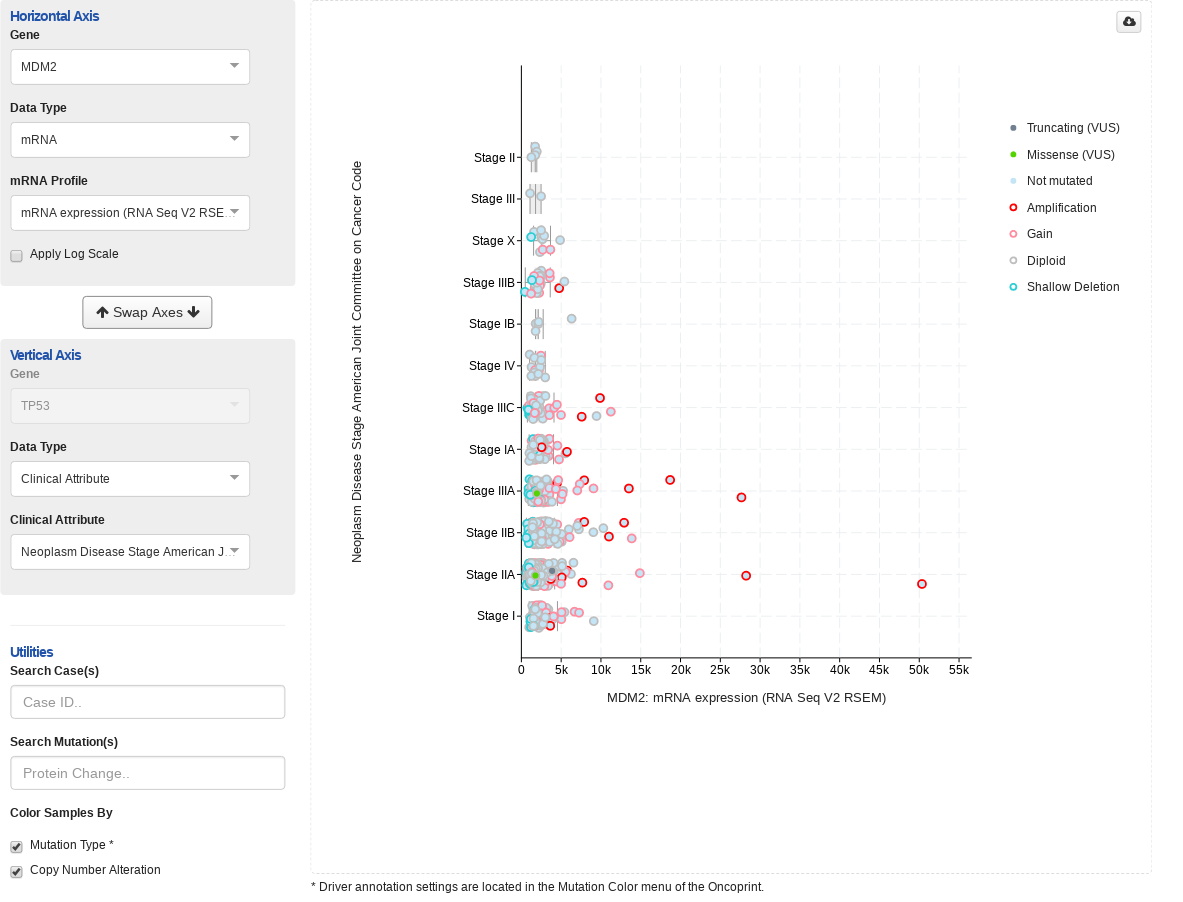 Horizontal Axis
Gene
MDM2
Data Type
mRNA
mRNA Profile
mRNA expression (RNA Seq V2 RSE...
Apply Log Scale
Swap Axes
Vertical Axis
Gene
TP53
Data Type
Clinical Attribute
Clinical Attribute
Neoplasm Disease Stage American J...
Utilities
Search Case(s)
Case ID..
Search Mutation(s)
Protein Change..
Color Samples By
Mutation Type *
Copy Number Alteration
Neoplasm Disease Stage American Joint Committee on Cancer Code
Stage II
Stage III
Stage X
Stage IIIB
Stage IB
Stage IV
Stage IIIC
Stage IA
Stage IIIA
Stage IIB
Stage IIA
Stage I
0 5k 10k 15k 20k 25k 30k 35k 40k 45k 50k 55k
MDM2: mRNA expression (RNA Seq V2 RSEM)
Truncating (VUS)
Missense (VUS)
Not mutated
Amplification
Gain
Diploid
Shallow Deletion
* Driver annotation settings are located in the Mutation Color menu of the Oncoprint.